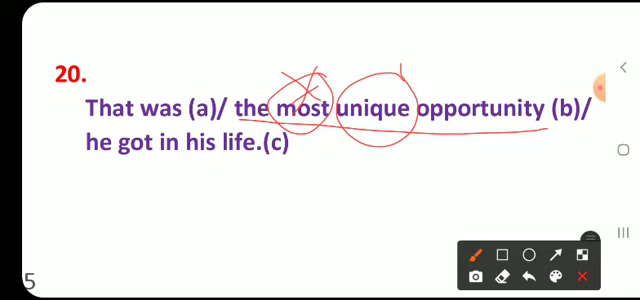 20.
That was (a)/ the most unique opportunity (b)/
he got in his life.(c)
5